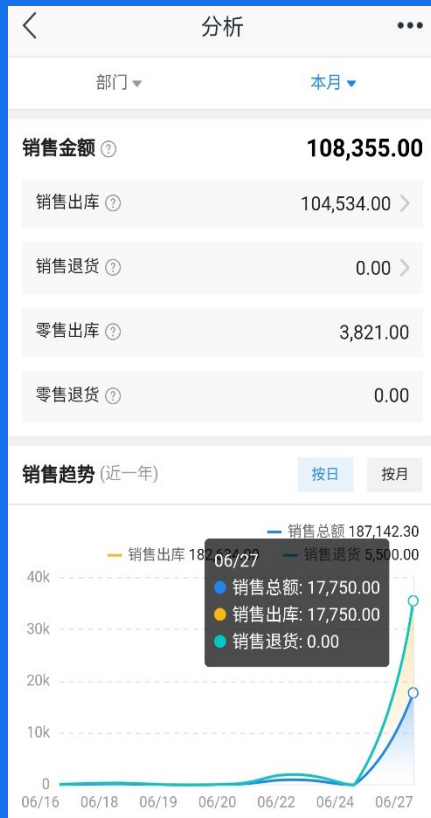 分析
部门 本月
销售金额 108,355.00
销售出库 104,534.00
销售退货 0.00
零售出库 3,821.00
零售退货 0.00
销售趋势 (近一年) 按日 按月
销售总额 187,142.30
销售出库 182 销售退货 5,500.00
06/27
销售总额: 17,750.00
销售出库: 17,750.00
销售退货: 0.00
40k
30k
20k
10k
0
06/16 06/18 06/19 06/20 06/22 06/24 06/27